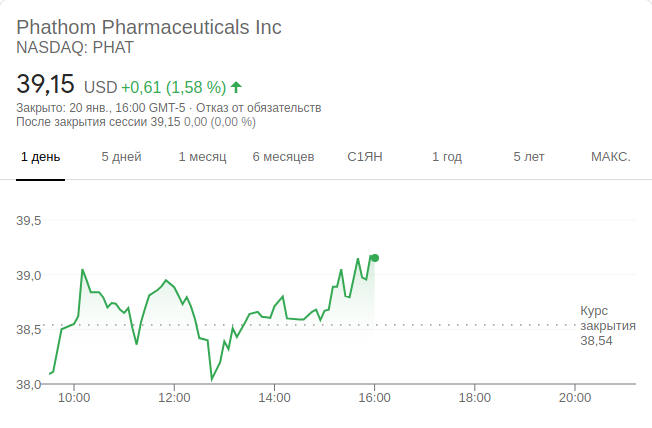 Phathom Pharmaceuticals Inc
NASDAQ: PHAT
39,15 USD +0,61 (1,58 %)
Закрыто: 20 янв., 16:00 GMT-5 · Отказ от обязательств
После закрытия сессии 39,15 0,00 (0,00 %)
1 день 5 дней 1 месяц 6 месяцев С1ЯН 1 год 5 лет МАКС.
39,5
39,0
Курс
38,5
закрытия
38,54
38,0
10:00 12:00 14:00 16:00 18:00 20:00